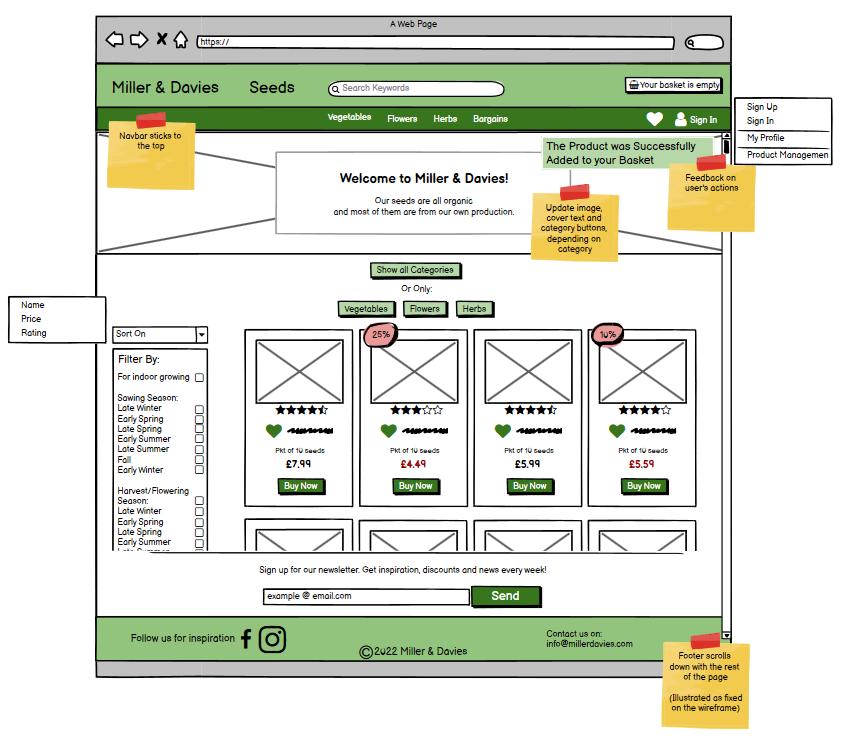 A Web Page
https://
Miller & Davies
Seeds
Search Keywords
Your basket is empty
Vegetables
Flowers
Herbs
Bargains
Sign In
Sign Up
Sign In
My Profile
Product Managemen
Navbar sticks to
the top
The Product was Successfully
Added to your Basket
Feedback on
user's actions
Welcome to Miller & Davies!
Our seeds are all organic
and most of them are from our own production.
Update image,
cover text and
category buttons,
depending on
category
Show all Categories
Or Only:
Vegetables
Flowers
Herbs
Name
Price
Rating
Sort On
Filter By:
For indoor growing
Sawing Season:
Late Winter
Early Spring
Late Spring
Early Summer
Late Summer
Fall
Early Winter
Harvest/Flowering
Season:
Late Winter
Early Spring
Late Spring
Early Summer
Late Summer
Pkt of 10 seeds
£7.99
Buy Now
25%
Pkt of 10 seeds
£4.49
Buy Now
Pkt of 10 seeds
£5.99
Buy Now
10%
Pkt of 10 seeds
£5.59
Buy Now
Sign up for our newsletter. Get inspiration, discounts and news every week!
example @ email.com
Send
Follow us for inspiration
©2022 Miller & Davies
Contact us on:
info@millerdavies.com
Footer scrolls
down with the rest
of the page
(Illustrated as fixed
on the wireframe)